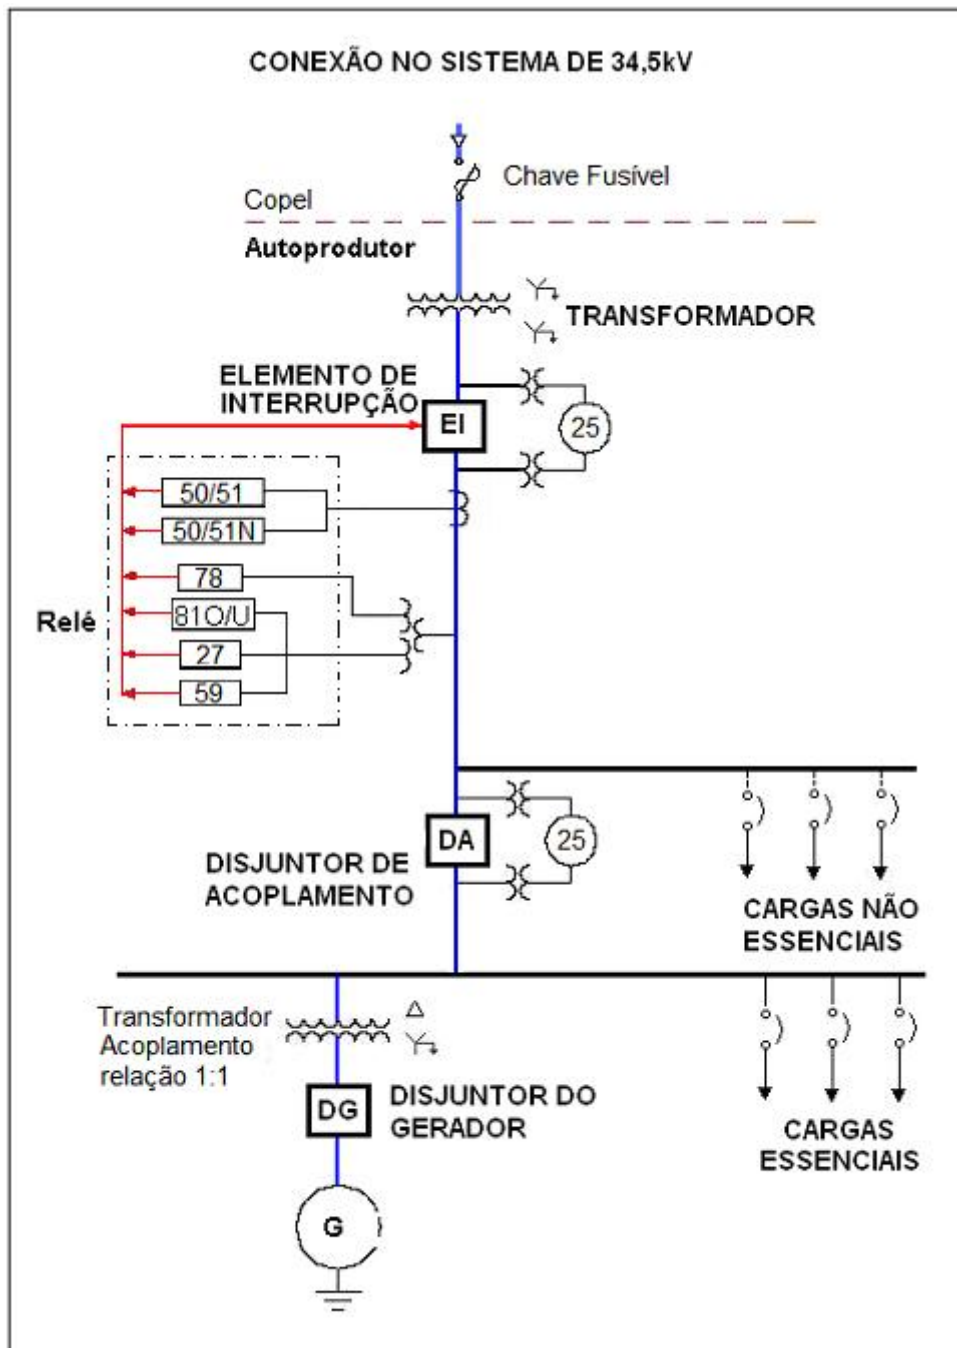 CONEXÃO NO SISTEMA DE 34,5kV
Chave Fusível
Copel
Autoprodutor
TRANSFORMADOR
ELEMENTO DE
INTERRUPÇÃO
EI
25
50/51
50/51N
78
81O/U
Relé
27
59
DA
25
DISJUNTOR DE
ACOPLAMENTO
CARGAS NÃO
ESSENCIAIS
Transformador
Acoplamento
relação 1:1
DG
DISJUNTOR DO
GERADOR
CARGAS
ESSENCIAIS
G